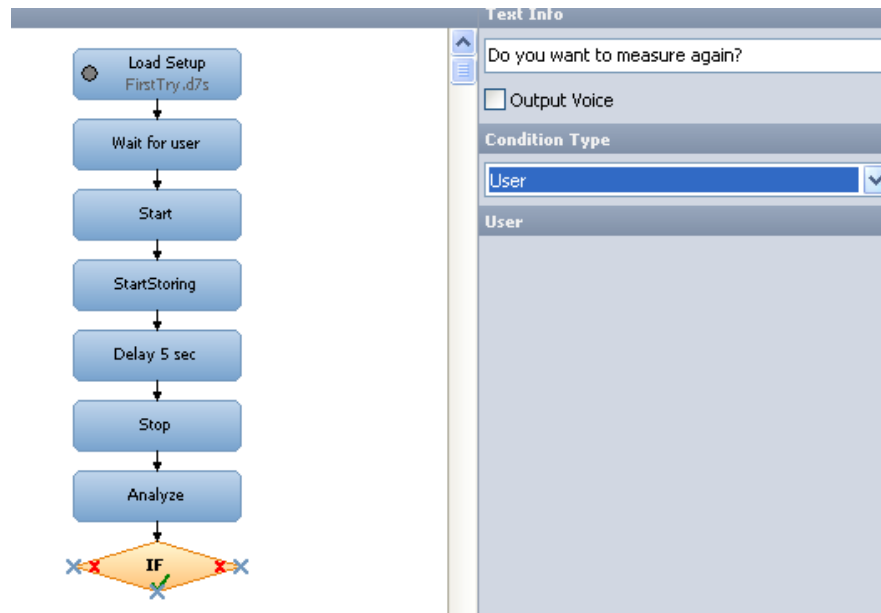 Load Setup
FirstTry.d7s
Wait for user
Start
StartStoring
Delay 5 sec
Stop
Analyze
IF
Text Info
Do you want to measure again?
Output Voice
Condition Type
User
User